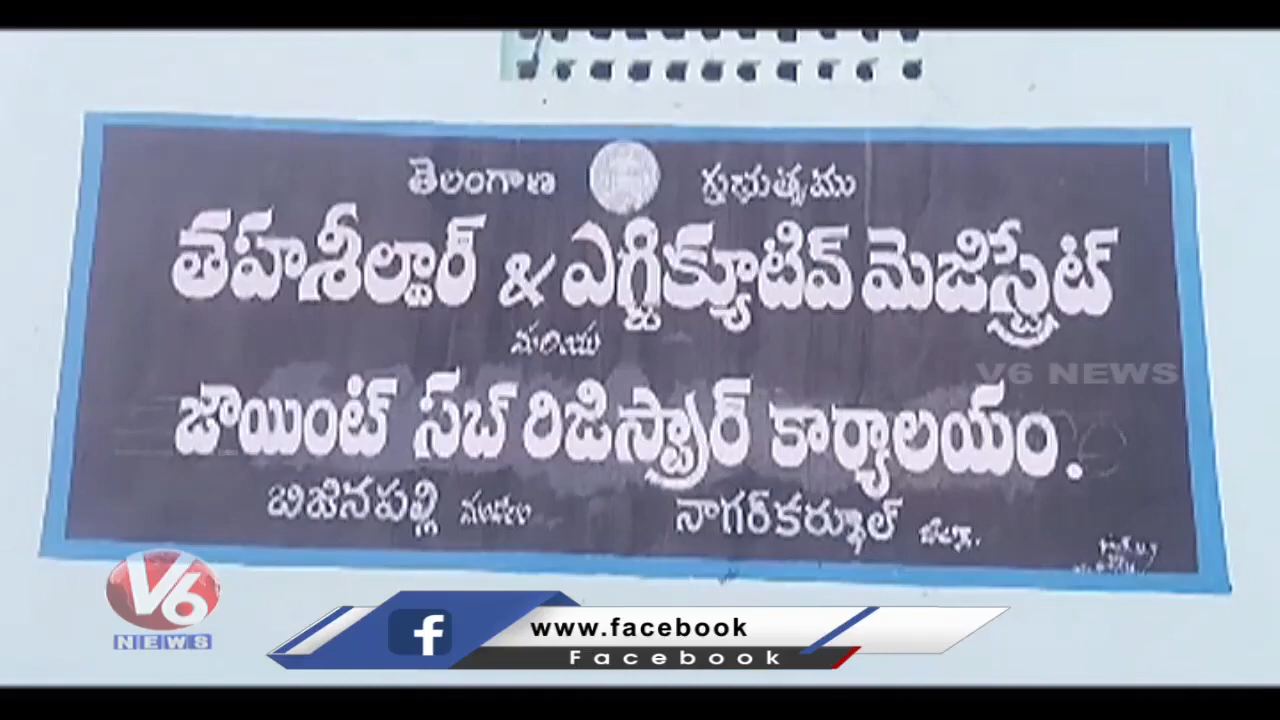 తెలంగాణ ప్రభుత్వము
తహశీల్దార్ & ఎగ్జిక్యూటివ్ మెజిస్ట్రేట్
మరియు
జాయింట్ సబ్ రిజిస్ట్రార్ కార్యాలయం.
V6 NEWS
బిజినపల్లి మండలం నాగర్‌కర్నూల్ జిల్లా.
V6
NEWS
f www.facebook
Facebook